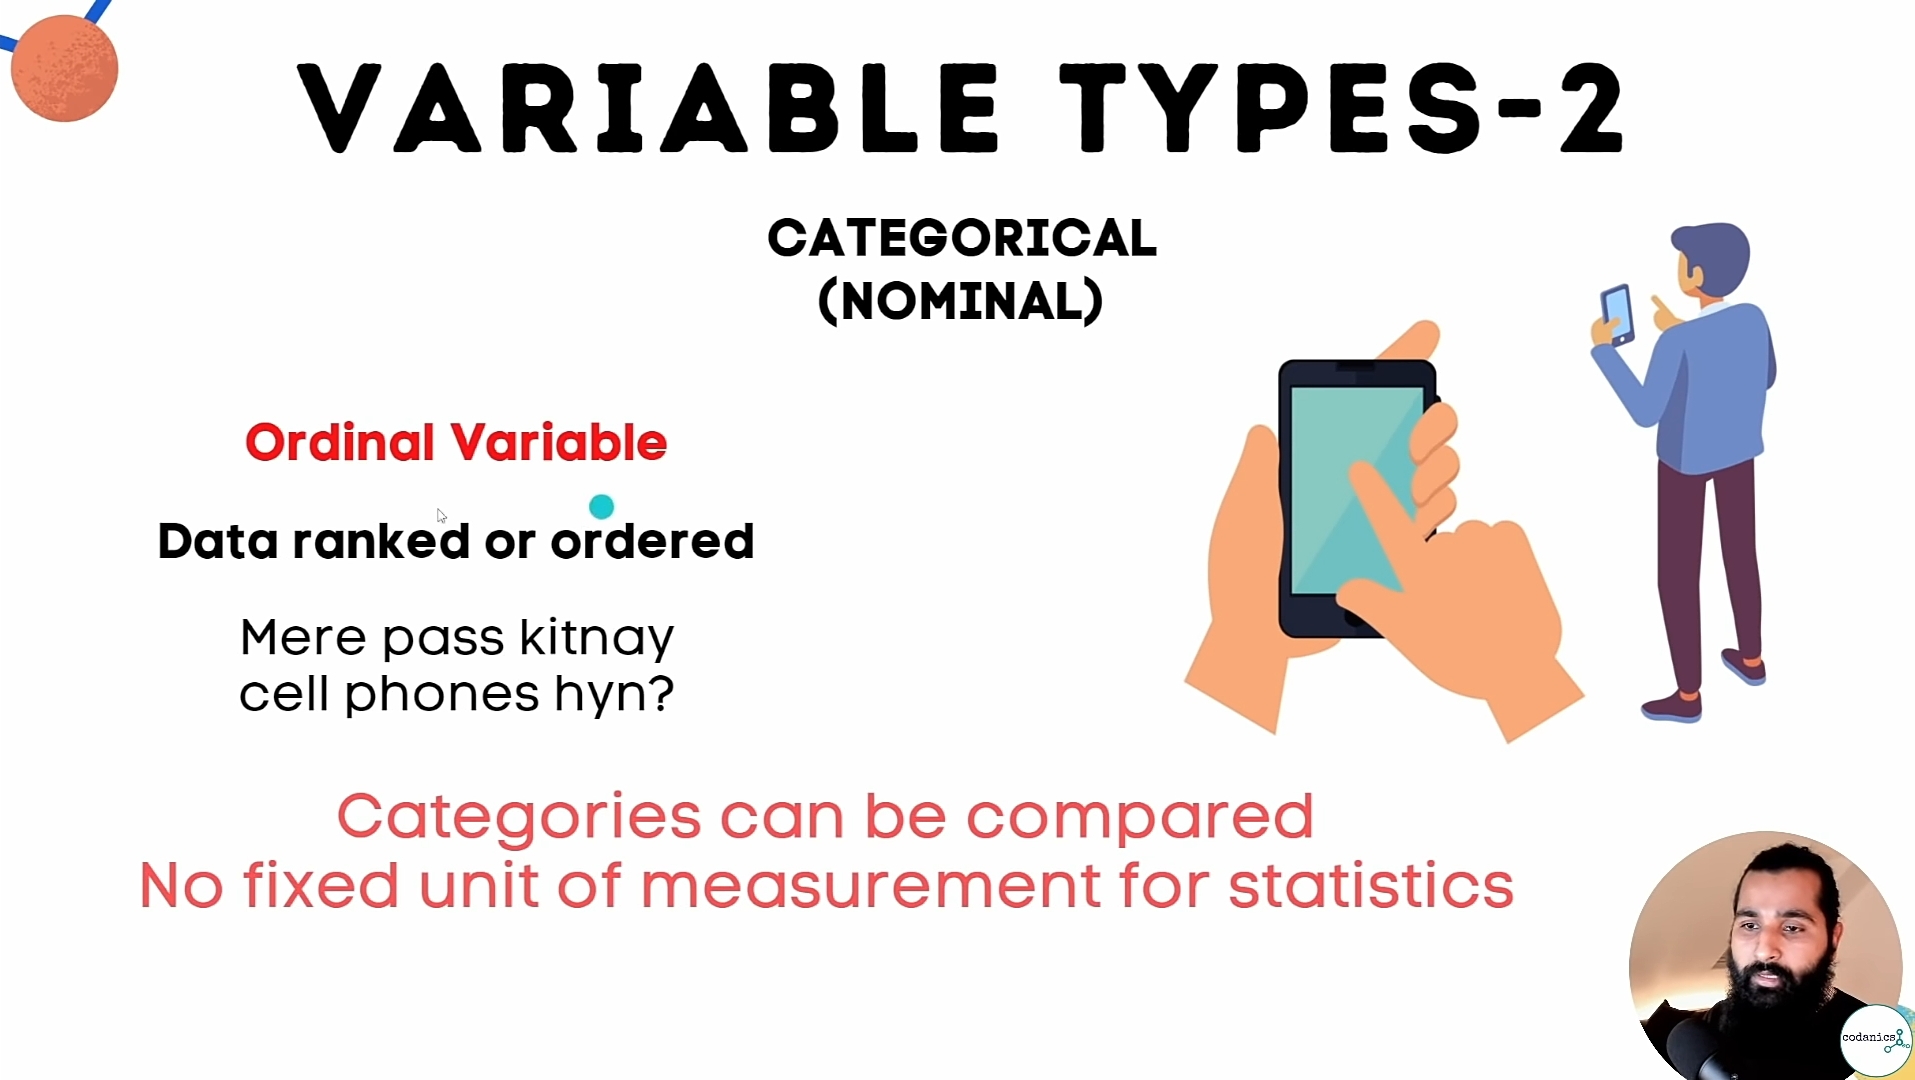 VARIABLE TYPES-2
CATEGORICAL
(NOMINAL)
Ordinal Variable
Data ranked or ordered
Mere pass kitnay
cell phones hyn?
Categories can be compared
No fixed unit of measurement for statistics
codanics